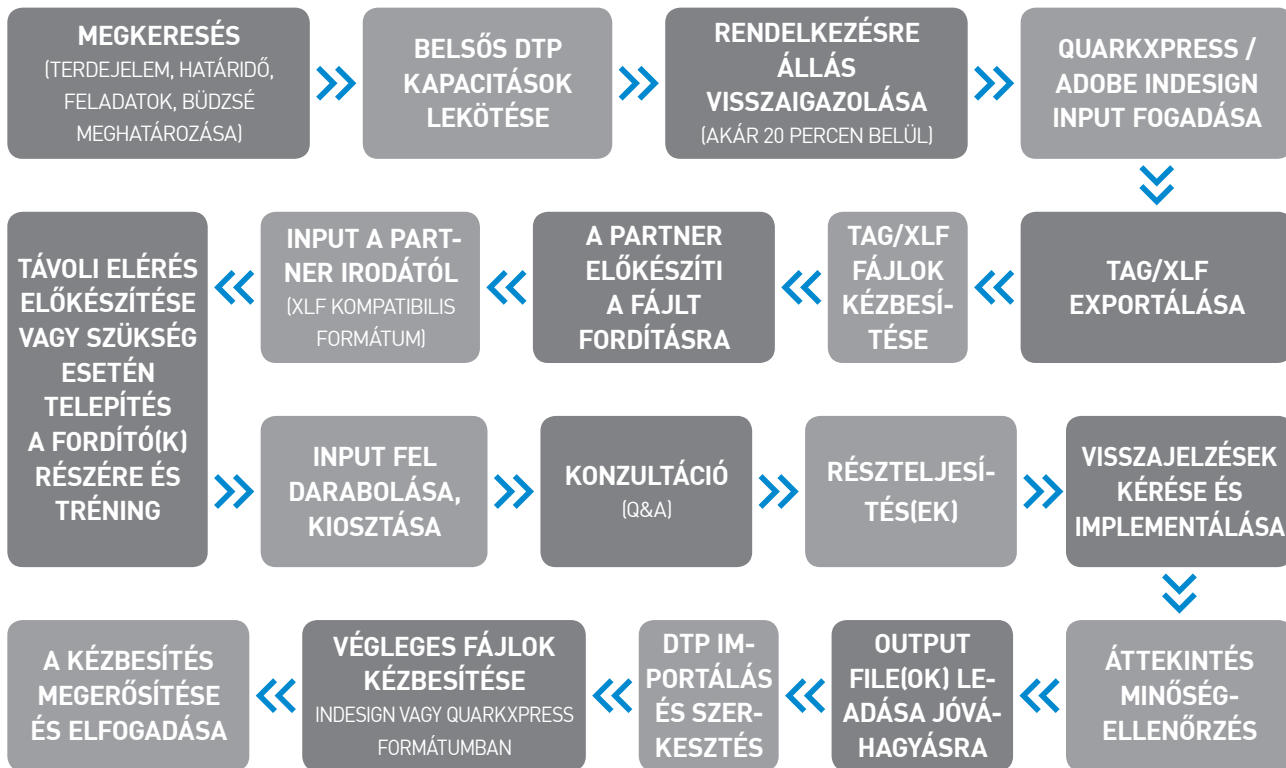 MEGKERESÉS
(TERDEJELEM, HATÁRIDŐ,
FELADATOK, BÜDZSÉ
MEGHATÁROZÁSA)
BELSŐS DTP
KAPACITÁSOK
LEKÖTÉSE
RENDELKEZÉSRE
ÁLLÁS
VISSZAIGAZOLÁSA
(AKÁR 20 PERCEN BELÜL)
QUARKXPRESS /
ADOBE INDESIGN
INPUT FOGADÁSA
TAG/XLF
EXPORTÁLÁSA
TAG/XLF
FÁJLOK
KÉZBESÍ-
TÉSE
A PARTNER
ELŐKÉSZÍTI
A FÁJLT
FORDÍTÁSRA
INPUT A PART-
NER IRODÁTÓL
(XLF KOMPATIBILIS
FORMÁTUM)
TÁVOLI ELÉRÉS
ELŐKÉSZÍTÉSE
VAGY SZÜKSÉG
ESETÉN
TELEPÍTÉS
A FORDÍTÓ(K)
RÉSZÉRE ÉS
TRÉNING
INPUT FEL
DARABOLÁSA,
KIOSZTÁSA
KONZULTÁCIÓ
(Q&A)
RÉSZTELJESÍ-
TÉS(EK)
VISSZAJELZÉSEK
KÉRÉSE ÉS
IMPLEMENTÁLÁSA
ÁTTEKINTÉS
MINŐSÉG-
ELLENŐRZÉS
OUTPUT
FILE(OK) LE-
ADÁSA JÓVÁ-
HAGYÁSRA
DTP IM-
PORTÁLÁS
ÉS SZER-
KESZTÉS
VÉGLEGES FÁJLOK
KÉZBESÍTÉSE
INDESIGN VAGY QUARKXPRESS
FORMÁTUMBAN
A KÉZBESÍTÉS
MEGERŐSÍTÉSE
ÉS ELFOGADÁSA